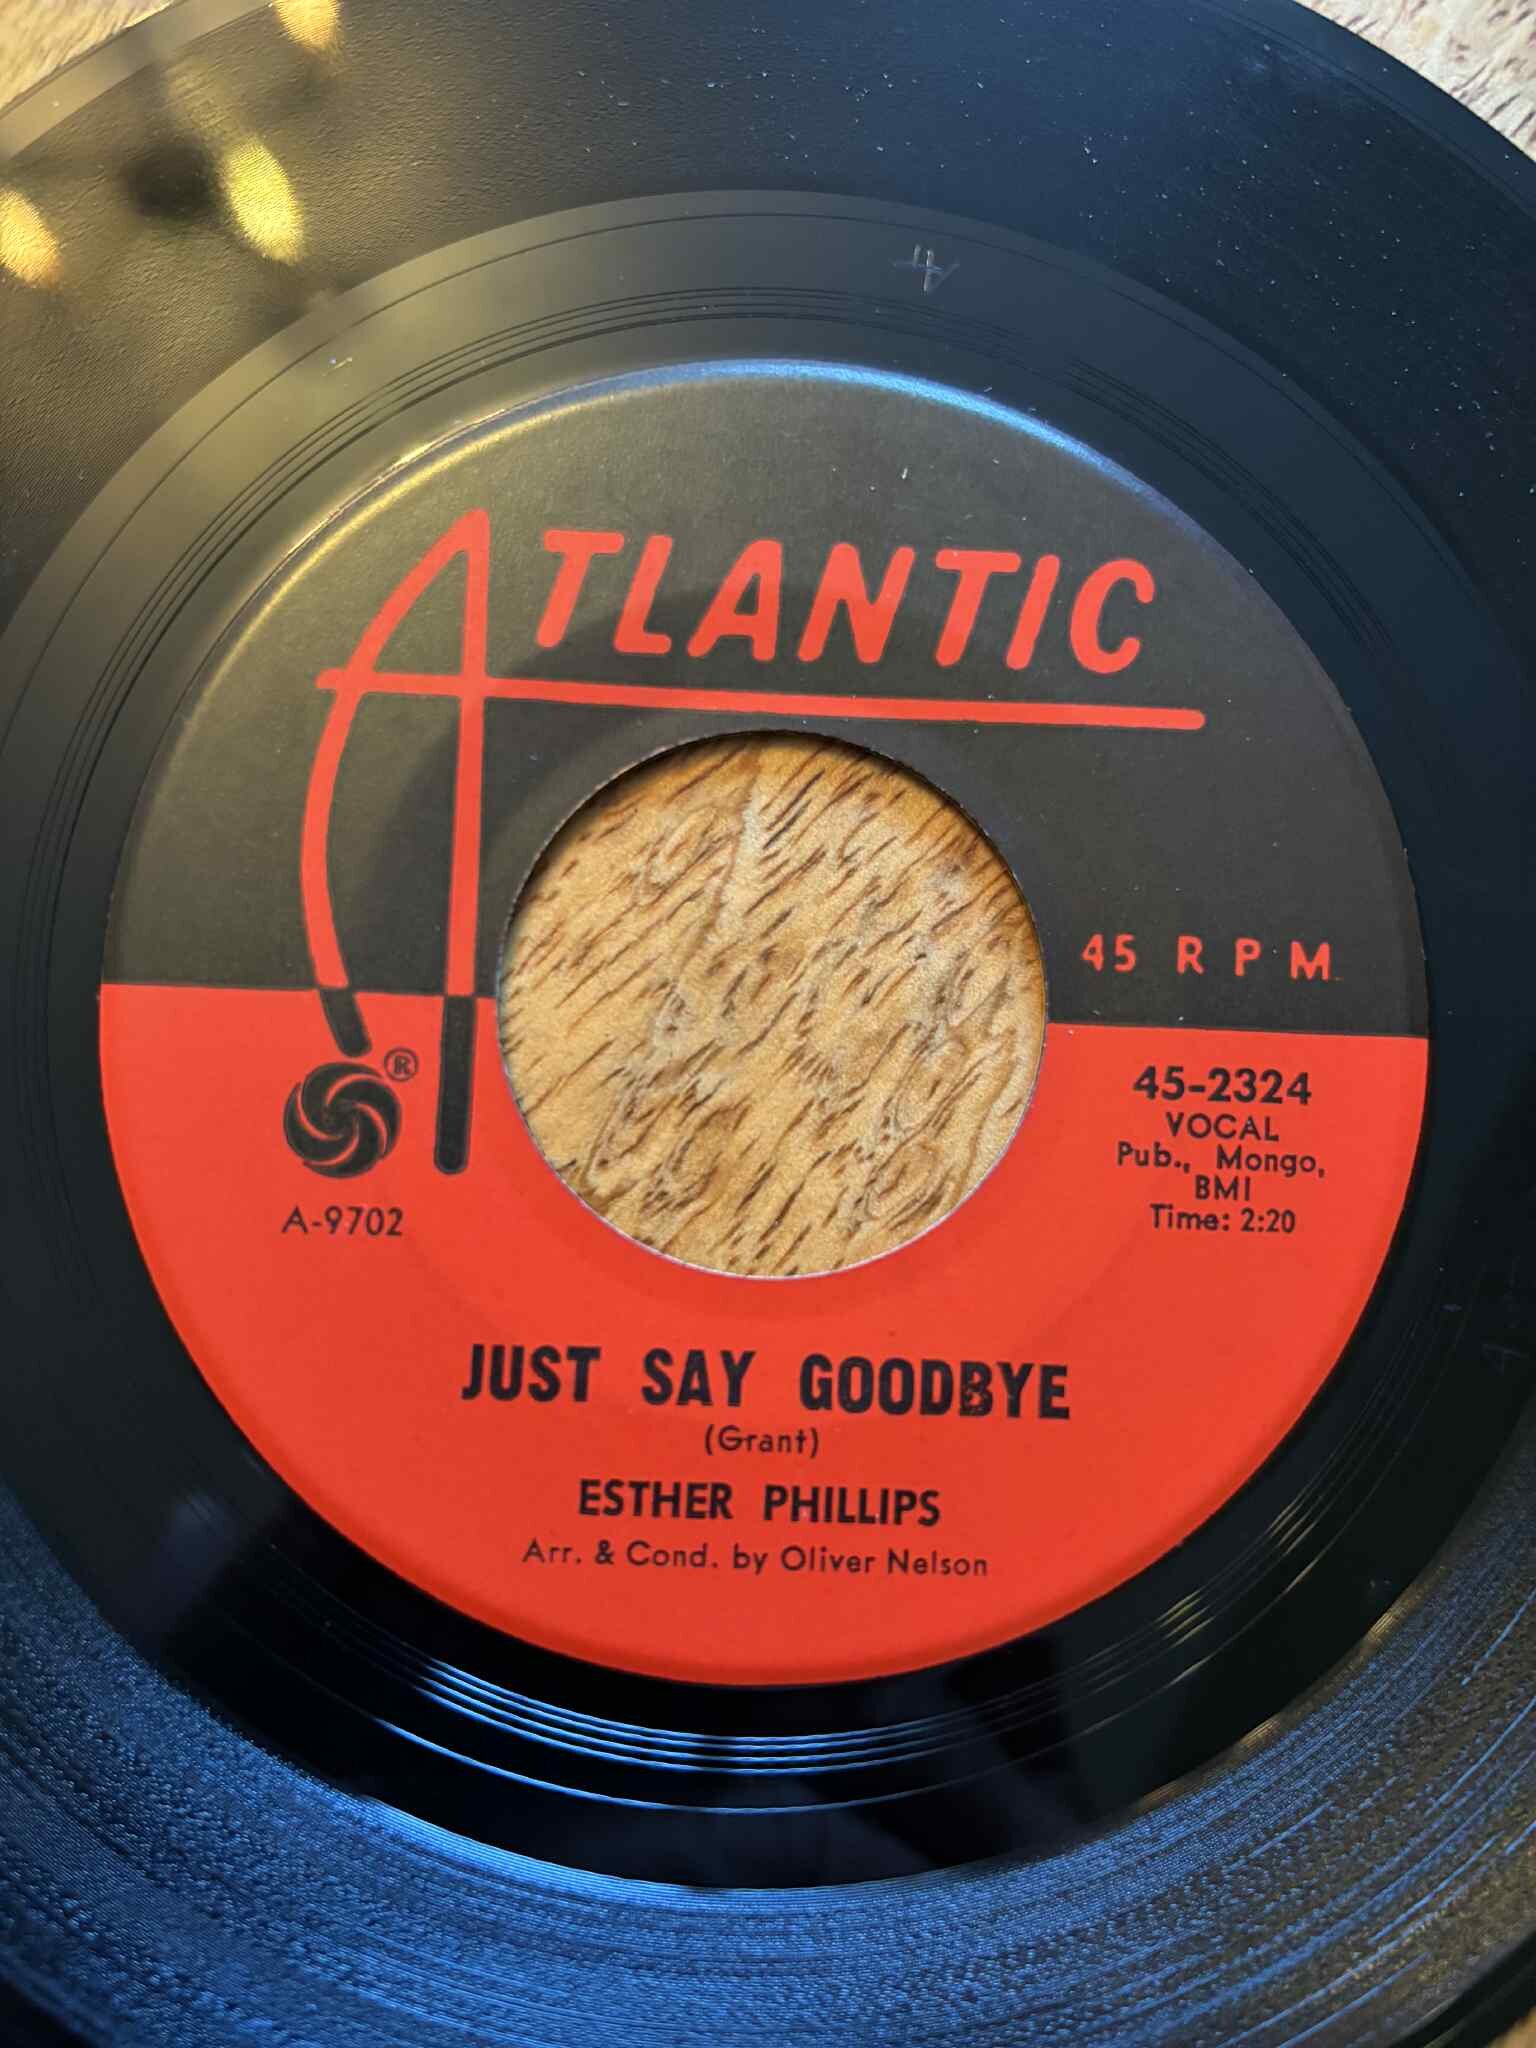 ATLANTIC
45 RPM
®
A-9702
45-2324
VOCAL
Pub., Mongo,
BMI
Time: 2:20
JUST SAY GOODBYE
(Grant)
ESTHER PHILLIPS
Arr. & Cond. by Oliver Nelson